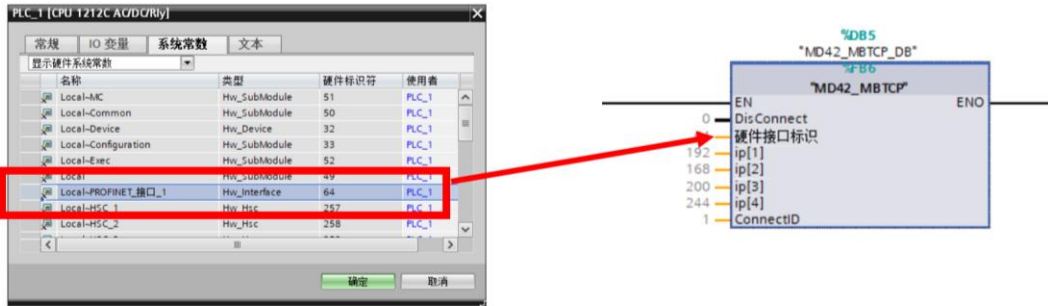 PLC_1 [CPU 1212C AC/DC/Rly]
常规 IO 变量 系统常数 文本
显示硬件系统常数
名称 类型 硬件标识符 使用者
Local~MC Hw_SubModule 51 PLC_1
Local~Common Hw_SubModule 50 PLC_1
Local~Device Hw_Device 32 PLC_1
Local~Configuration Hw_SubModule 33 PLC_1
Local~Exec Hw_SubModule 52 PLC_1
Local Hw_SubModule 49 PLC_1
Local~PROFINET_接口_1 Hw_Interface 64 PLC_1
Local~HSC_1 Hw_Hsc 257 PLC_1
Local~HSC_2 Hw_Hsc 258 PLC_1
确定 取消
%DB5
"MD42_MBTCP_DB"
%FB6
"MD42_MBTCP"
EN ENO
0 DisConnect
硬件接口标识
192 ip[1]
168 ip[2]
200 ip[3]
244 ip[4]
1 ConnectID